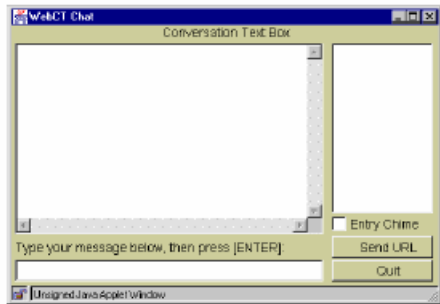 WebCT Chat
Conversation Text Box
Entry Chime
Type your message below, then press [ENTER]:
Send URL
Quit
Unsigned Java Applet Window